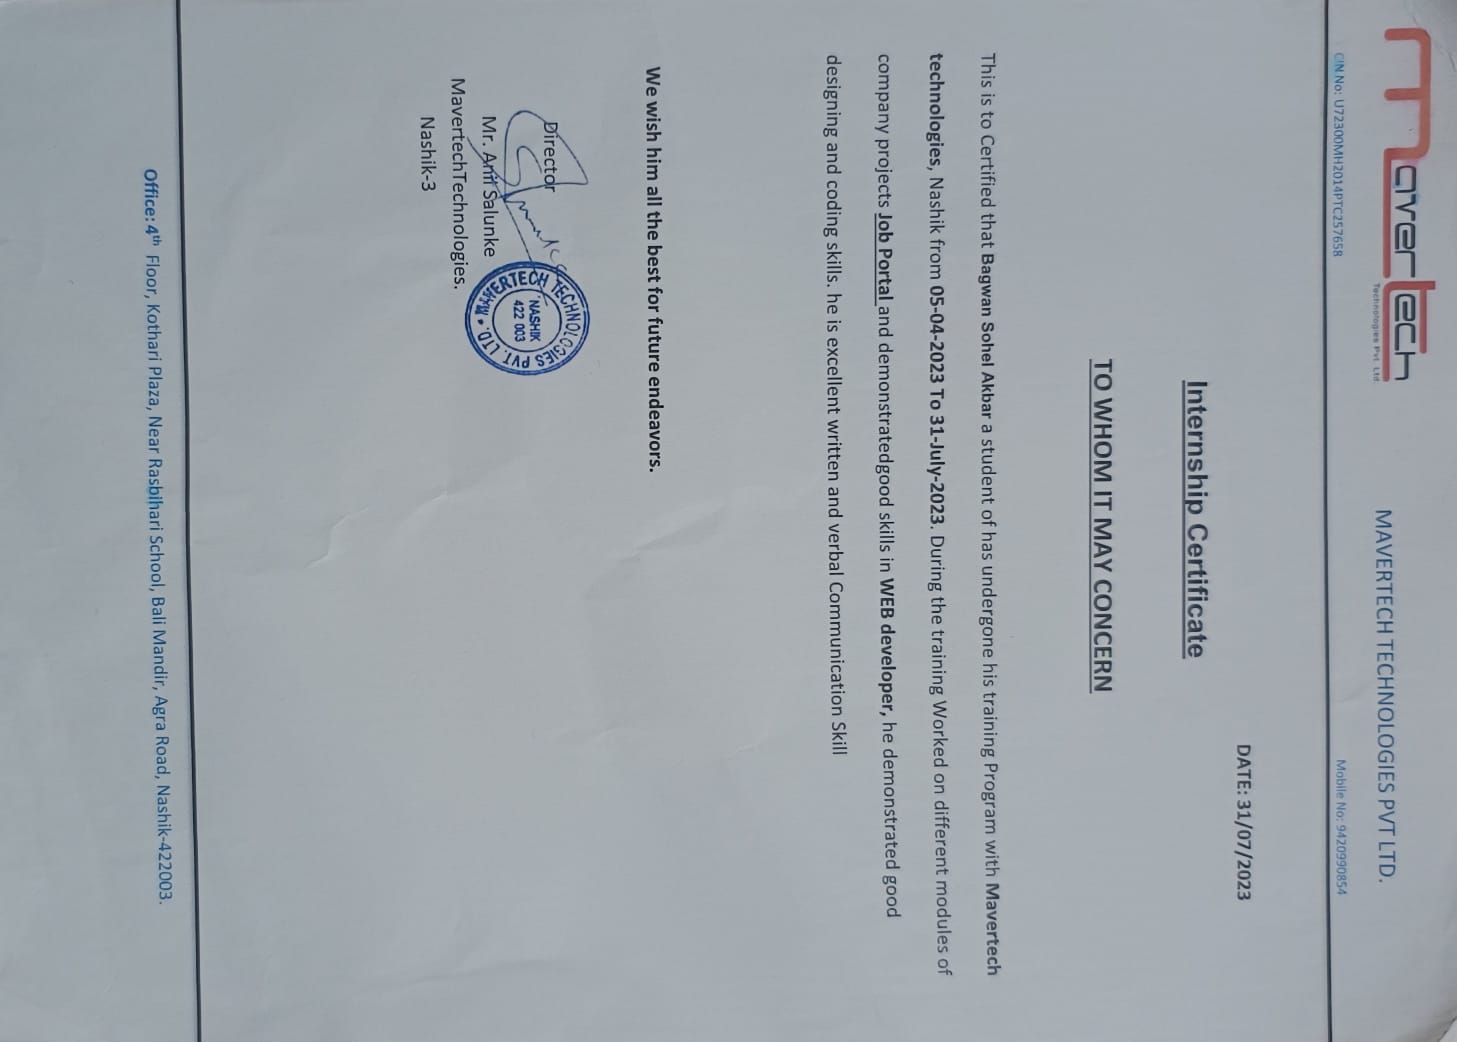 Mavertech
Technologies Pvt. Ltd.
MAVERTECH TECHNOLOGIES PVT LTD.
CIN.No: U72300MH2014PTC257658
Mobile No: 9420990854
DATE: 31/07/2023
Internship Certificate
TO WHOM IT MAY CONCERN
This is to Certified that Bagwan Sohel Akbar a student of has undergone his training Program with Mavertech
technologies, Nashik from 05-04-2023 To 31-July-2023. During the training Worked on different modules of
company projects Job Portal and demonstratedgood skills in WEB developer, he demonstrated good
designing and coding skills. he is excellent written and verbal Communication Skill
We wish him all the best for future endeavors.
Director
Mr. Anil Salunke
MavertechTechnologies.
Nashik-3
MAVERTECH TECHNOLOGIES PVT. LTD.
NASHIK
422 003
Office: 4th Floor, Kothari Plaza, Near Rasbihari School, Bali Mandir, Agra Road, Nashik-422003.